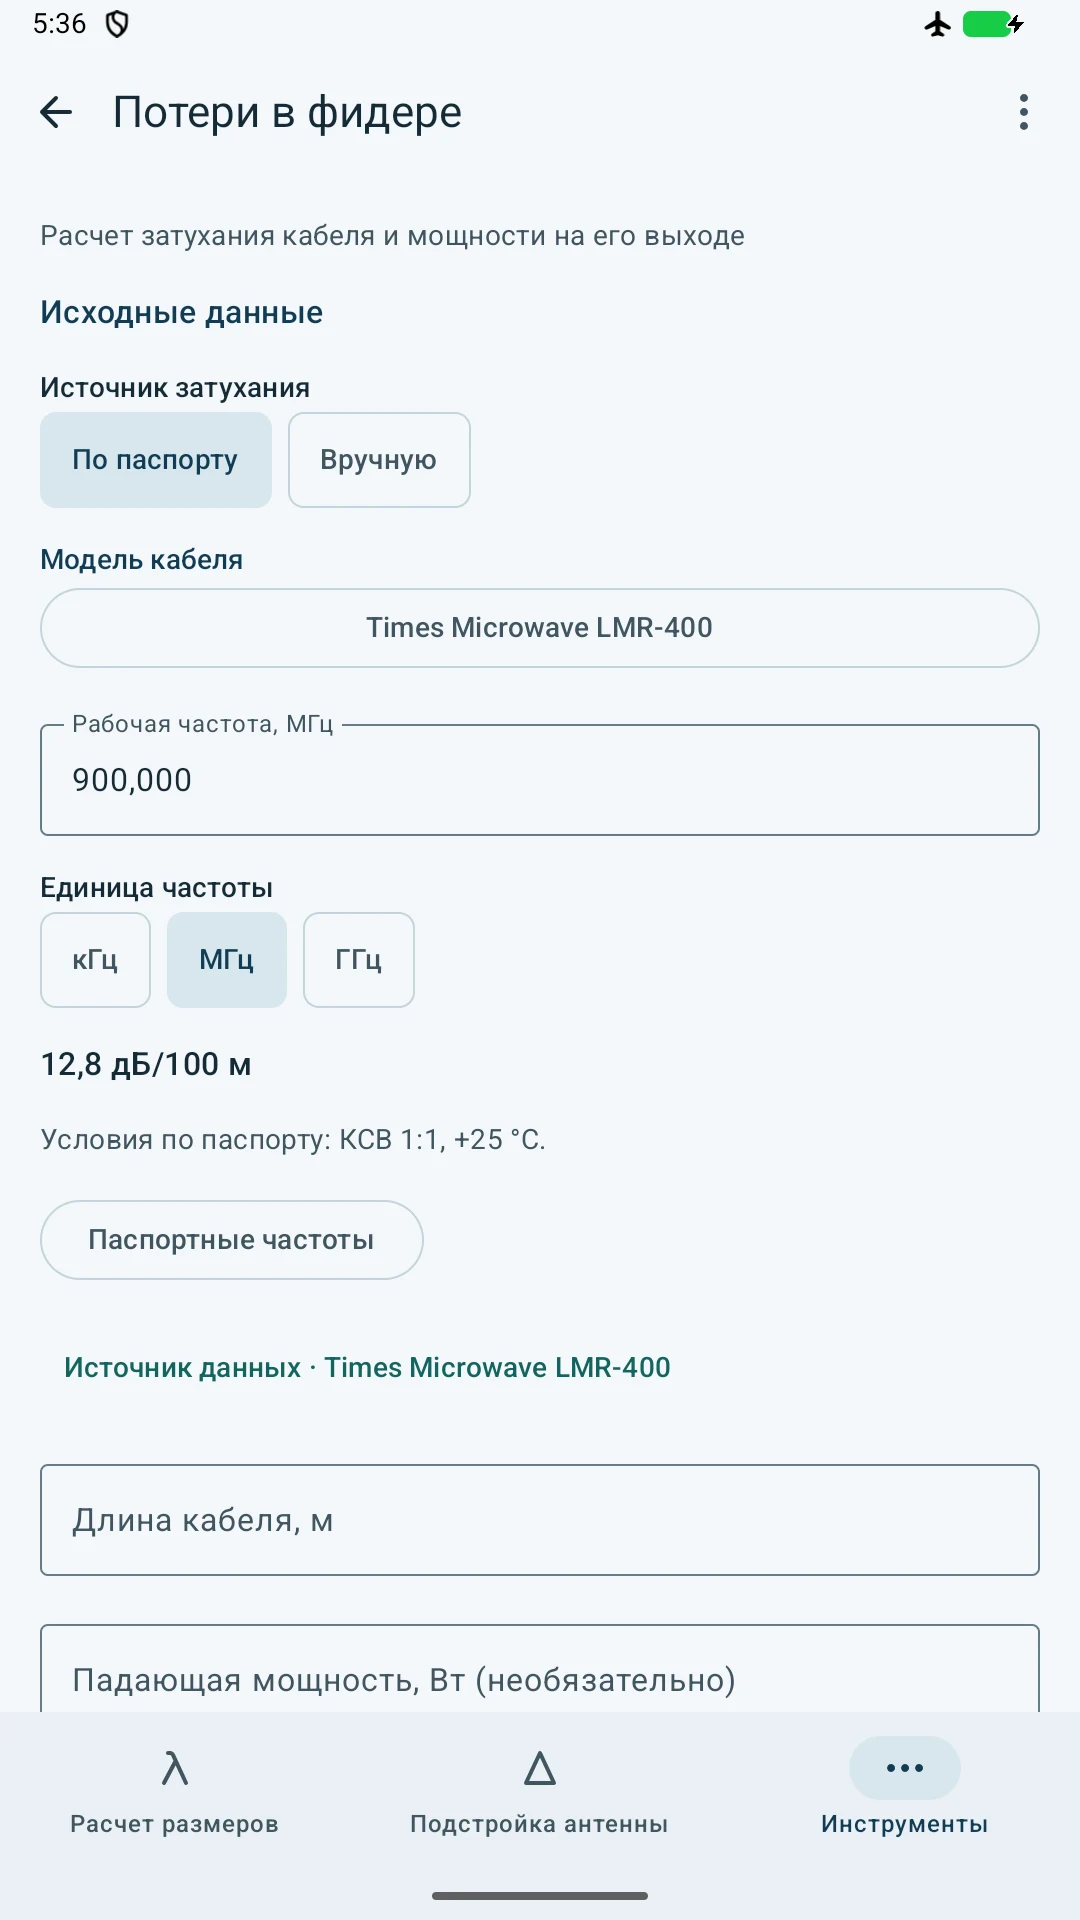 5:36
Потери в фидере
Расчет затухания кабеля и мощности на его выходе
Исходные данные
Источник затухания
По паспорту
Вручную
Модель кабеля
Times Microwave LMR-400
Рабочая частота, МГц
900,000
Единица частоты
кГц
МГц
ГГц
12,8 дБ/100 м
Условия по паспорту: КСВ 1:1, +25 °C.
Паспортные частоты
Источник данных · Times Microwave LMR-400
Длина кабеля, м
Падающая мощность, Вт (необязательно)
Расчет размеров
Подстройка антенны
Инструменты